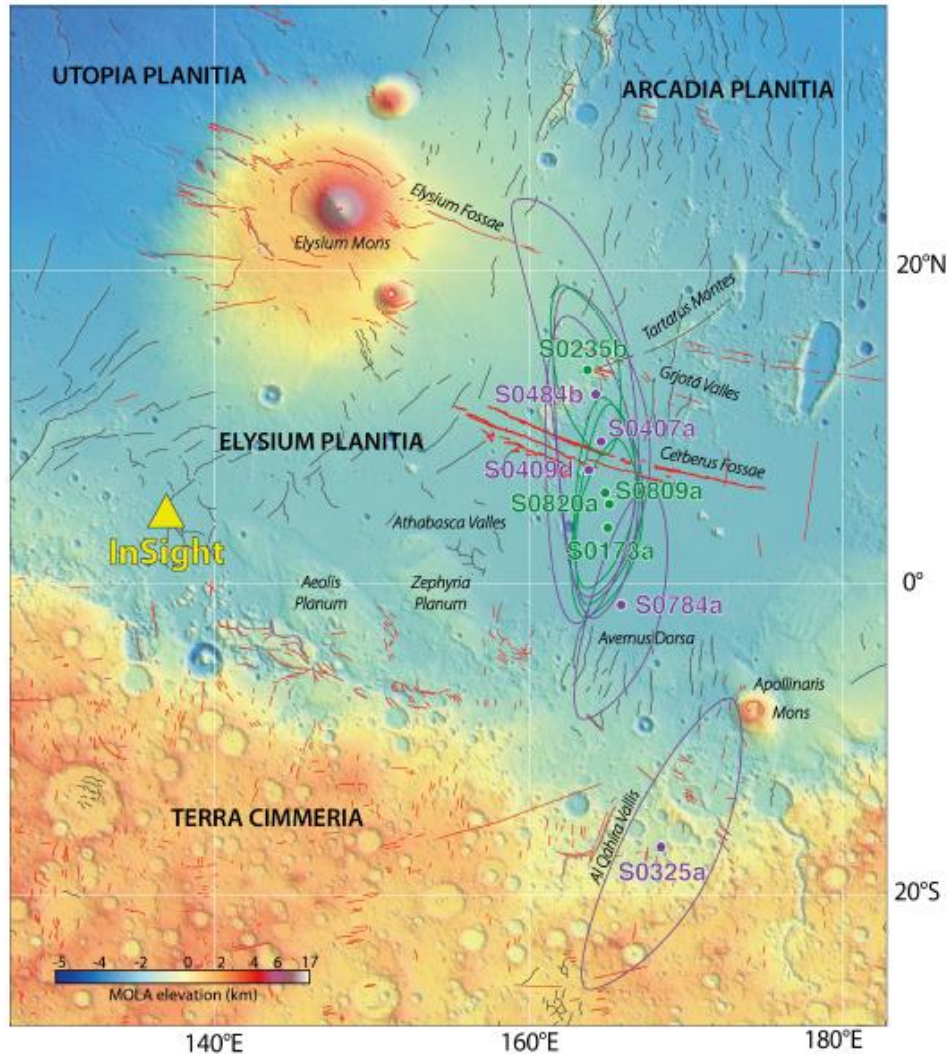 UTOPIA PLANITIA
ARCADIA PLANITIA
Elysium Fossae
Elysium Mons
20°N
Tartarus Montes
S0235b
Grjotá Valles
S0484b
ELYSIUM PLANITIA
S0407a
Cerberus Fossae
S0409d
S0809a
S0820a
Athabasca Valles
InSight
S0173a
Aeolis
Planum
Zephyria
Planum
0°
S0784a
Avernus Dorsa
Apollinaris
Mons
TERRA CIMMERIA
Al Qahira Vallis
S0325a
20°S
-5 -4 -2 0 2 4 6 17
MOLA elevation (km)
140°E
160°E
180°E